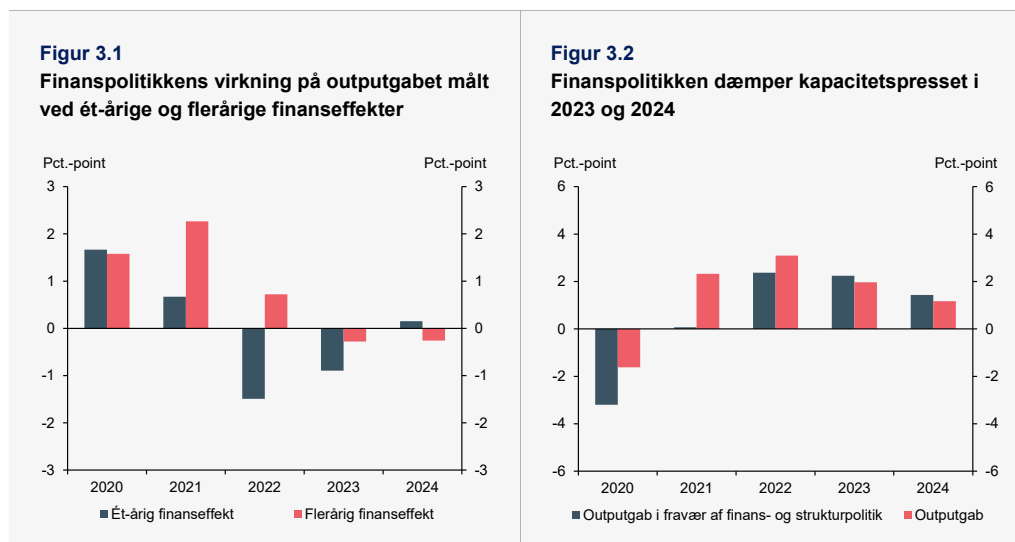 Figur 3.1
Finanspolitikkens virkning på outputgabet målt
ved ét-årige og flerårige finanseffekter
Pct.-point
Pct.-point
3
3
2
2
1
1
0
0
-1
-1
-2
-2
-3
-3
2020
2021
2022
2023
2024
Ét-årig finanseffekt
Flerårig finanseffekt
Figur 3.2
Finanspolitikken dæmper kapacitetspresset i
2023 og 2024
Pct.-point
Pct.-point
6
6
4
4
2
2
0
0
-2
-2
-4
-4
-6
-6
2020
2021
2022
2023
2024
Outputgab i fravær af finans- og strukturpolitik
Outputgab